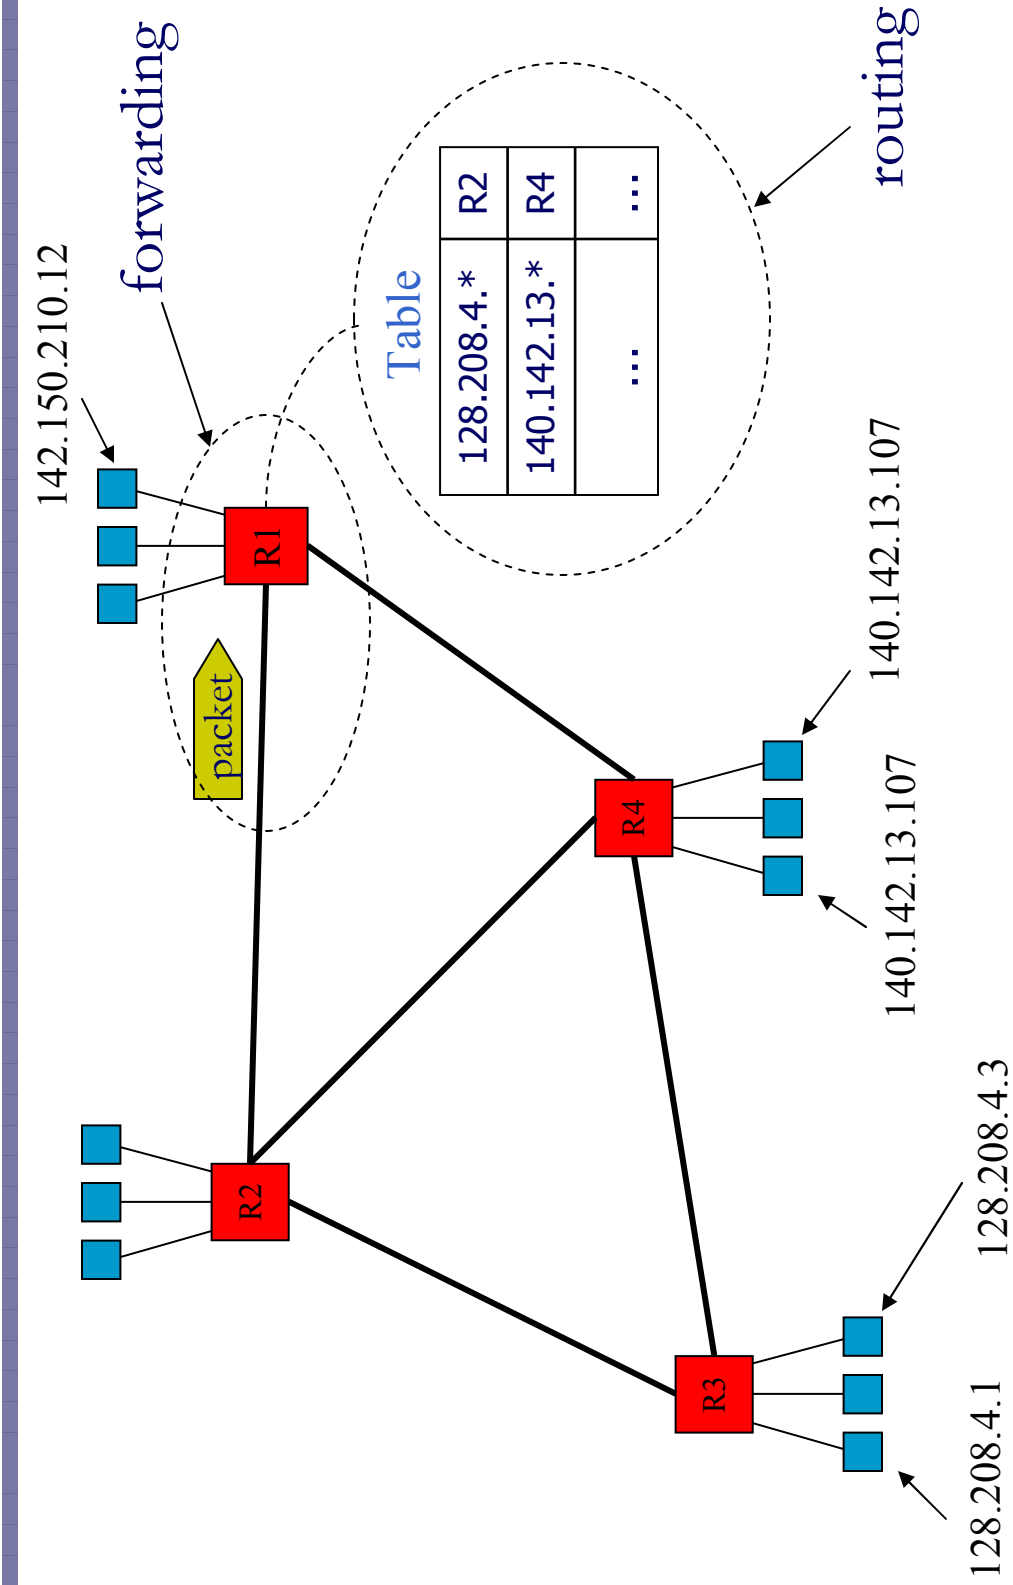 142.150.210.12
forwarding
packet
R2
R1
Table
128.208.4.* R2
140.142.13.* R4
... ...
R4
R3
routing
140.142.13.107
140.142.13.107
128.208.4.1
128.208.4.3